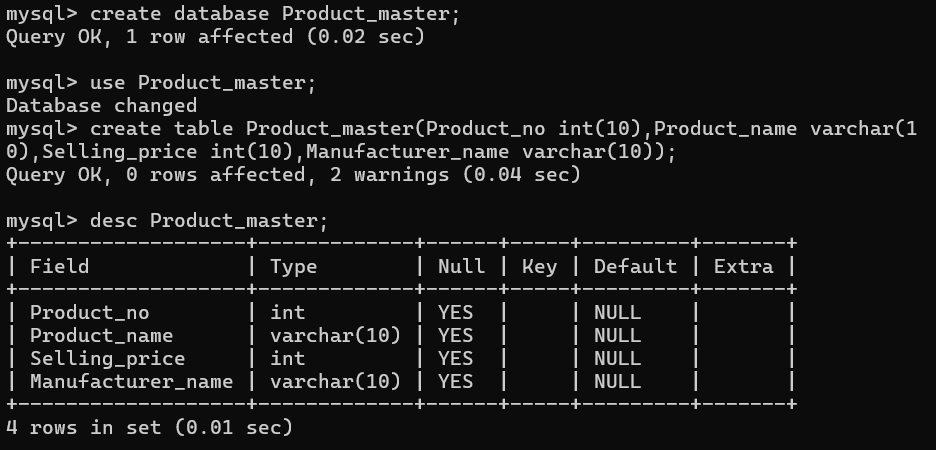 mysql> create database Product_master;
Query OK, 1 row affected (0.02 sec)

mysql> use Product_master;
Database changed
mysql> create table Product_master(Product_no int(10),Product_name varchar(1
0),Selling_price int(10),Manufacturer_name varchar(10));
Query OK, 0 rows affected, 2 warnings (0.04 sec)

mysql> desc Product_master;
+-------------------+-------------+------+-----+---------+-------+
| Field             | Type        | Null | Key | Default | Extra |
+-------------------+-------------+------+-----+---------+-------+
| Product_no        | int         | YES  |     | NULL    |       |
| Product_name      | varchar(10) | YES  |     | NULL    |       |
| Selling_price     | int         | YES  |     | NULL    |       |
| Manufacturer_name | varchar(10) | YES  |     | NULL    |       |
+-------------------+-------------+------+-----+---------+-------+
4 rows in set (0.01 sec)